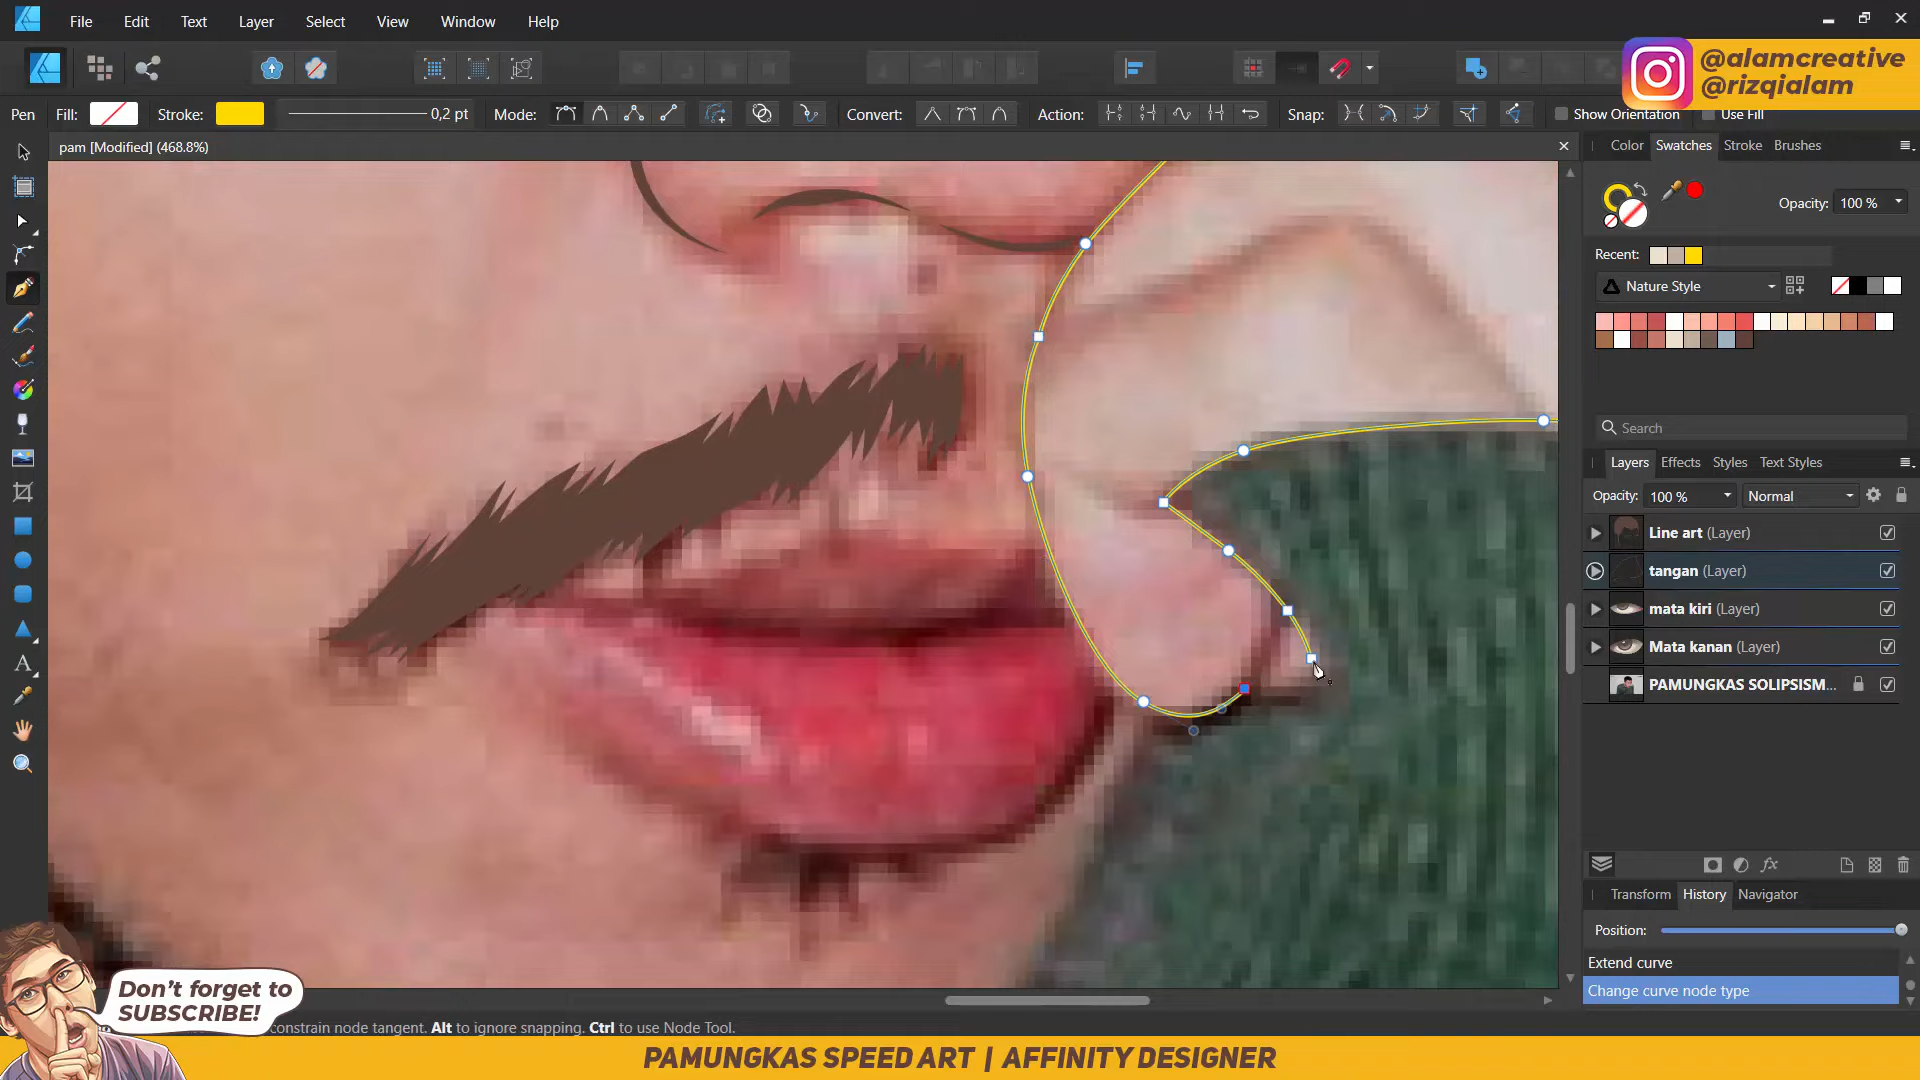 File Edit Text Layer Select View Window Help
@alamcreative
@rizqialam
Pen Fill: Stroke: 0,2 pt Mode: Convert: Action: Snap: Show Orientation Use Fill
pam [Modified] (468.8%)
Color Swatches Stroke Brushes
Opacity: 100 %
Recent:
Nature Style
Search
Layers Effects Styles Text Styles
Opacity: 100 % Normal
Line art (Layer)
tangan (Layer)
mata kiri (Layer)
Mata kanan (Layer)
PAMUNGKAS SOLIPSISM...
Transform History Navigator
Position:
Extend curve
Change curve node type
Don't forget to
SUBSCRIBE!
constrain node tangent. Alt to ignore snapping. Ctrl to use Node Tool.
PAMUNGKAS SPEED ART | AFFINITY DESIGNER